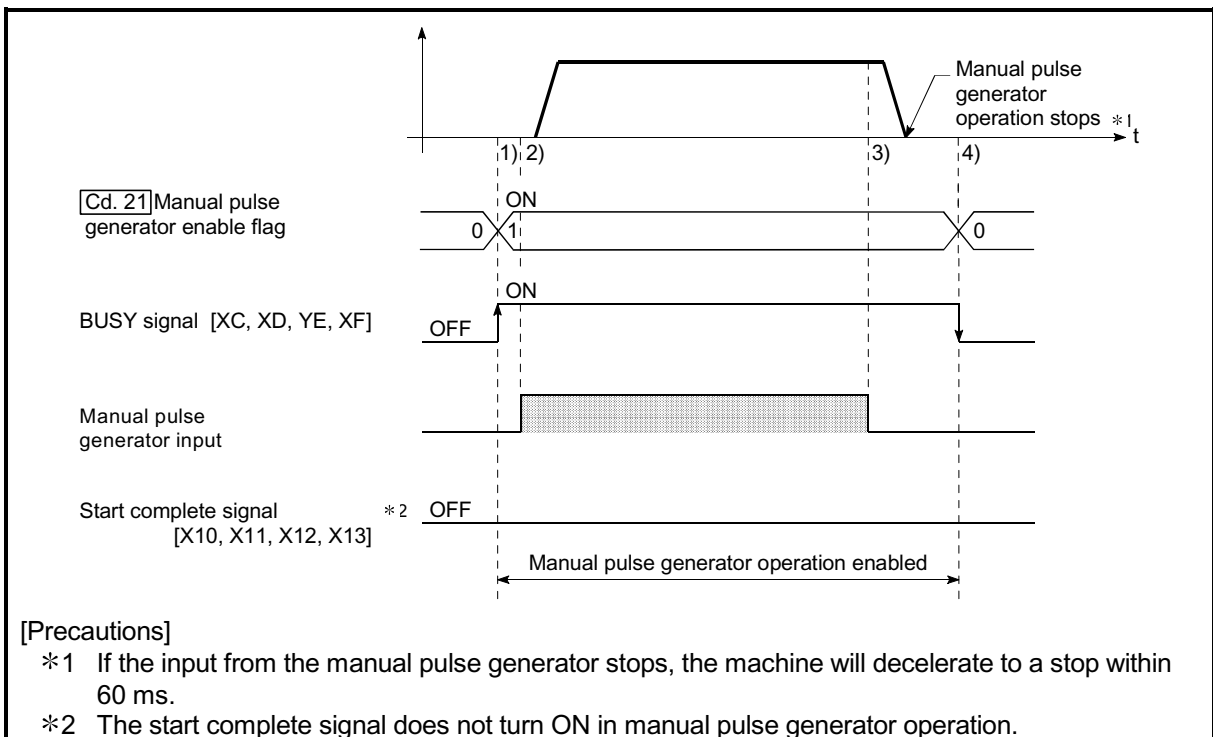 Manual pulse
generator
operation stops *1
t
1) 2) 3) 4)
Cd. 21 Manual pulse
generator enable flag
ON
0 1 0
ON
BUSY signal [XC, XD, YE, XF]
OFF
Manual pulse
generator input
Start complete signal *2 OFF
[X10, X11, X12, X13]
Manual pulse generator operation enabled
[Precautions]
*1 If the input from the manual pulse generator stops, the machine will decelerate to a stop within
60 ms.
*2 The start complete signal does not turn ON in manual pulse generator operation.